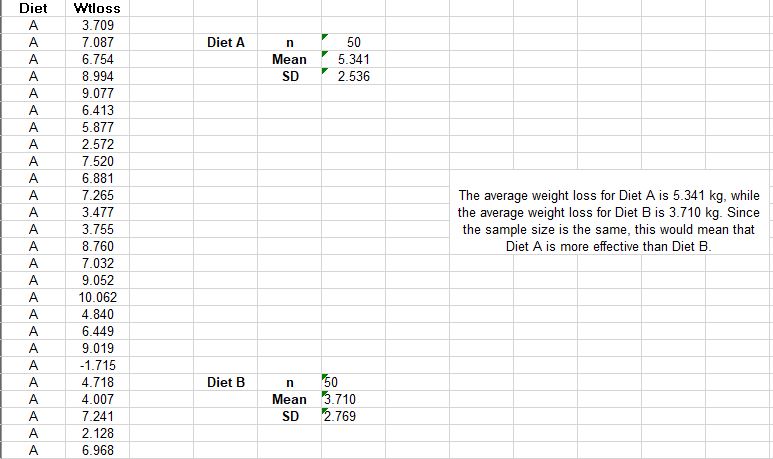 Diet Wtloss
A 3.709
A 7.087 Diet A n 50
A 6.754 Mean 5.341
A 8.994 SD 2.536
A 9.077
A 6.413
A 5.877
A 2.572
A 7.520
A 6.881
A 7.265 The average weight loss for Diet A is 5.341 kg, while
A 3.477 the average weight loss for Diet B is 3.710 kg. Since
A 3.755 the sample size is the same, this would mean that
A 8.760 Diet A is more effective than Diet B.
A 7.032
A 9.052
A 10.062
A 4.840
A 6.449
A 9.019
A -1.715
A 4.718 Diet B n 50
A 4.007 Mean 3.710
A 7.241 SD 2.769
A 2.128
A 6.968